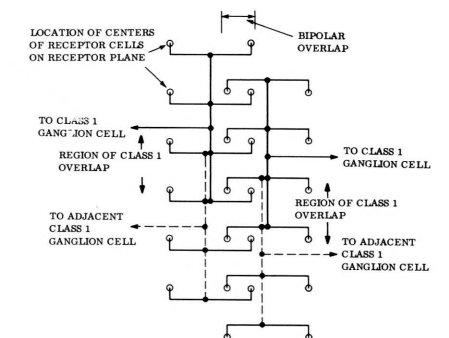 LOCATION OF CENTERS
OF RECEPTOR CELLS
ON RECEPTOR PLANE
BIPOLAR
OVERLAP
TO CLASS 1
GANGLION CELL
REGION OF CLASS 1
OVERLAP
TO CLASS 1
GANGLION CELL
REGION OF CLASS 1
OVERLAP
TO ADJACENT
CLASS 1
GANGLION CELL
TO ADJACENT
CLASS 1
GANGLION CELL